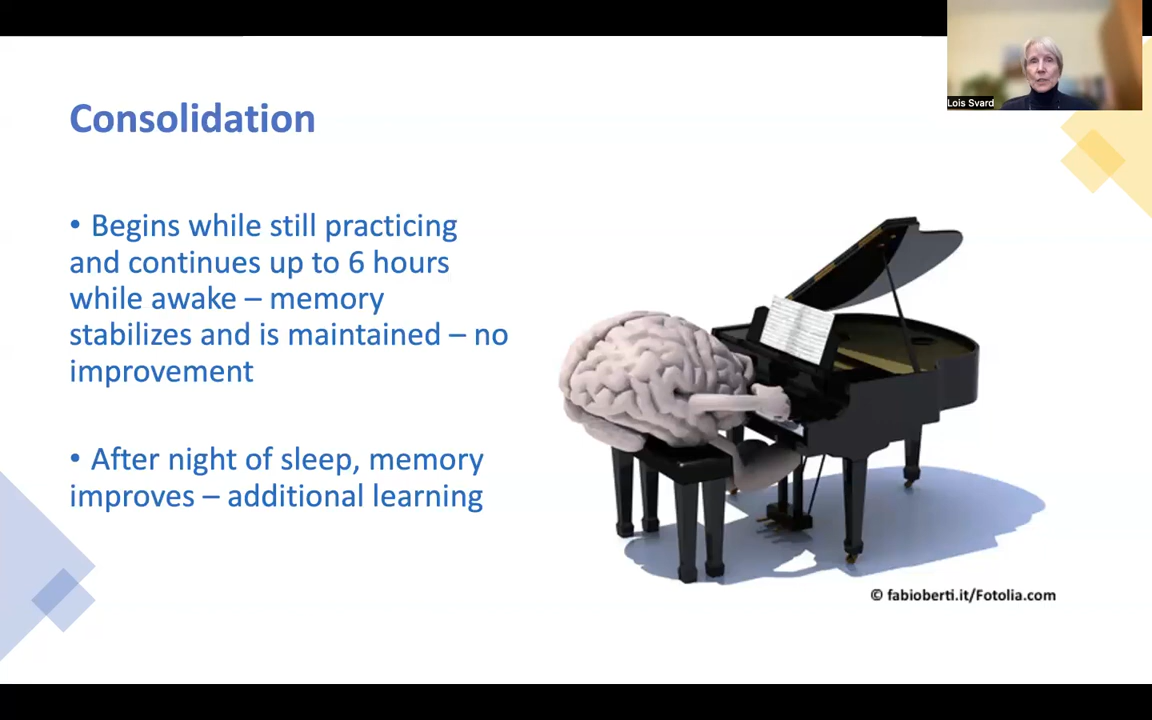 Lois Svard
Consolidation
• Begins while still practicing
and continues up to 6 hours
while awake – memory
stabilizes and is maintained – no
improvement
• After night of sleep, memory
improves – additional learning
© fabioberti.it/Fotolia.com